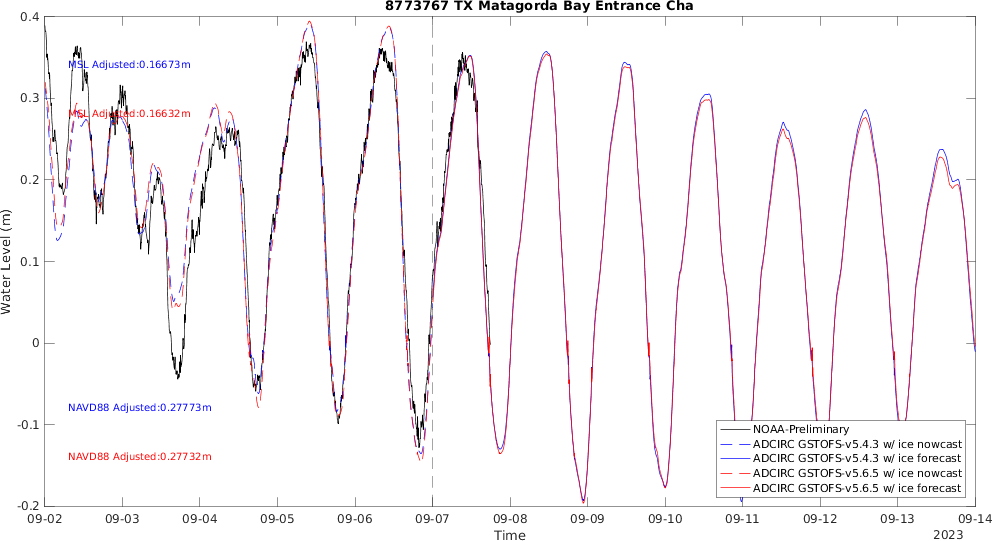 8773767 TX Matagorda Bay Entrance Cha
0.4
0.3
0.2
0.1
0
-0.1
-0.2
Water Level (m)
MSL Adjusted:0.16673m
MSL Adjusted:0.16632m
NAVD88 Adjusted:0.27773m
NAVD88 Adjusted:0.27732m
NOAA-Preliminary
ADCIRC GSTOFS-v5.4.3 w/ ice nowcast
ADCIRC GSTOFS-v5.4.3 w/ ice forecast
ADCIRC GSTOFS-v5.6.5 w/ ice nowcast
ADCIRC GSTOFS-v5.6.5 w/ ice forecast
09-02 09-03 09-04 09-05 09-06 09-07 09-08 09-09 09-10 09-11 09-12 09-13 09-14
Time
2023